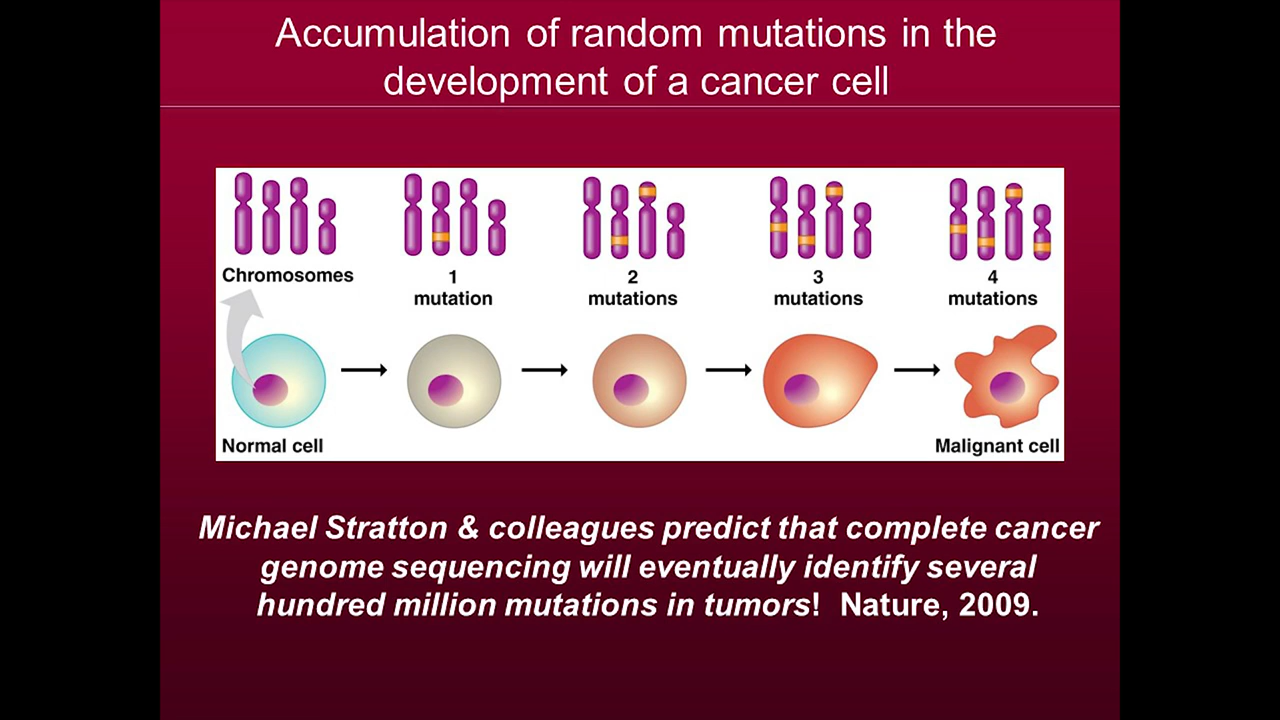 Accumulation of random mutations in the
development of a cancer cell
Chromosomes
1
mutation
2
mutations
3
mutations
4
mutations
Normal cell
Malignant cell
Michael Stratton & colleagues predict that complete cancer
genome sequencing will eventually identify several
hundred million mutations in tumors! Nature, 2009.